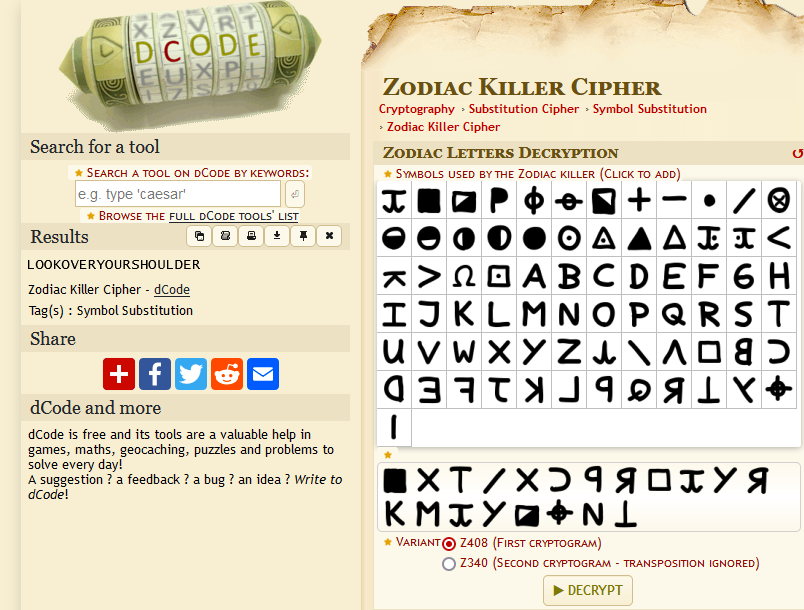 DCODE
Search for a tool
★ Search a tool on dCode by keywords:
e.g. type 'caesar'
★ Browse the full dCode tools' list
Results
LOOKOVERYOURSHOULDER
Zodiac Killer Cipher - dCode
Tag(s) : Symbol Substitution
Share
dCode and more
dCode is free and its tools are a valuable help in
games, maths, geocaching, puzzles and problems to
solve every day!
A suggestion ? a feedback ? a bug ? an idea ? Write to
dCode!
Zodiac Killer Cipher
Cryptography › Substitution Cipher › Symbol Substitution
› Zodiac Killer Cipher
Zodiac Letters Decryption
★ Symbols used by the Zodiac killer (Click to add)
★ Variant Z408 (First cryptogram)
Z340 (Second cryptogram - transposition ignored)
▶ DECRYPT